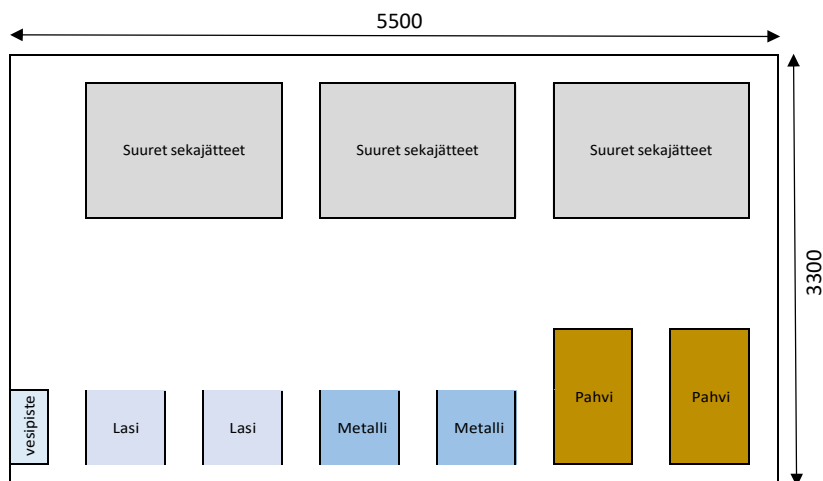 5500
Suuret sekajätteet
Suuret sekajätteet
Suuret sekajätteet
3300
vesipiste
Lasi
Lasi
Metalli
Metalli
Pahvi
Pahvi